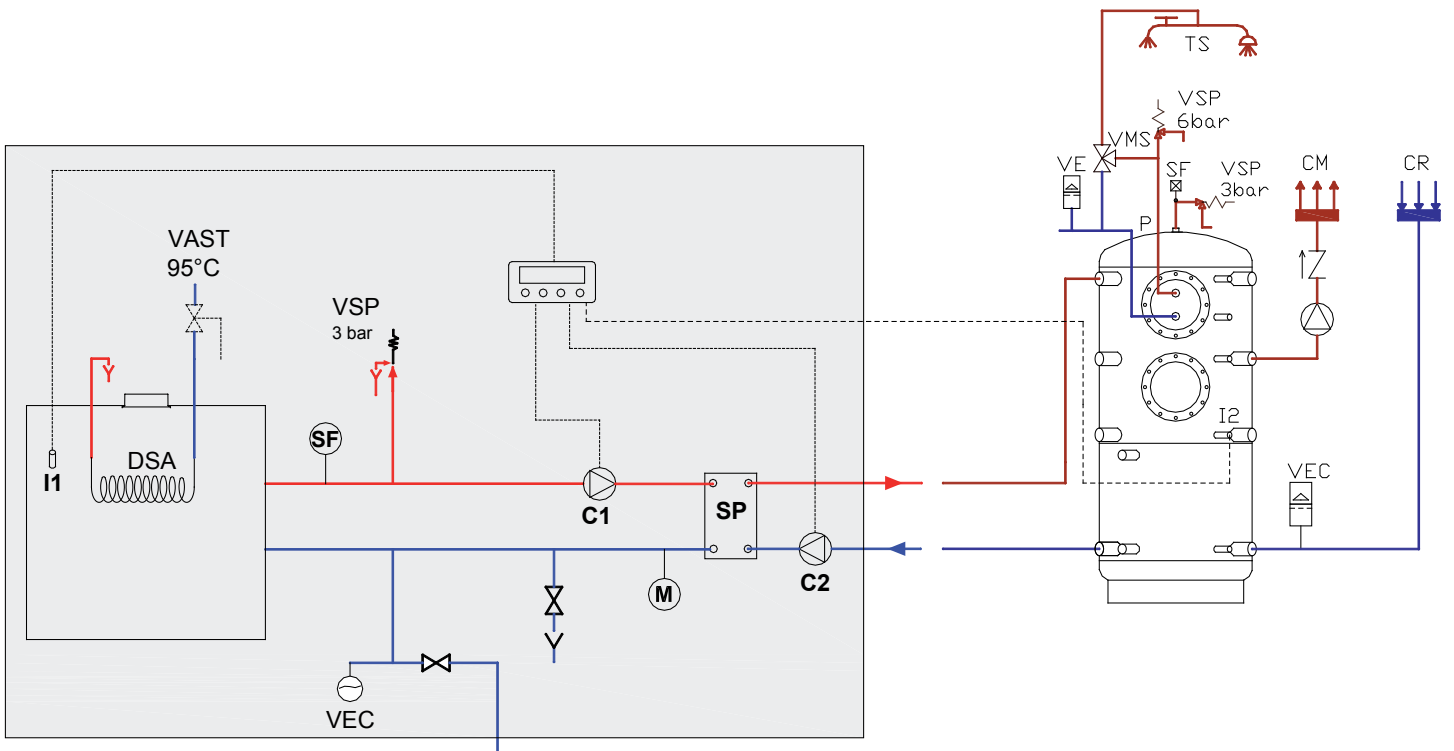 TS
VSP
6bar
VMS
VE
SF
VSP
3bar
CM
CR
P
VAST
95°C
VSP
3 bar
I1
DSA
SF
C1
SP
C2
M
VEC
I2
VEC